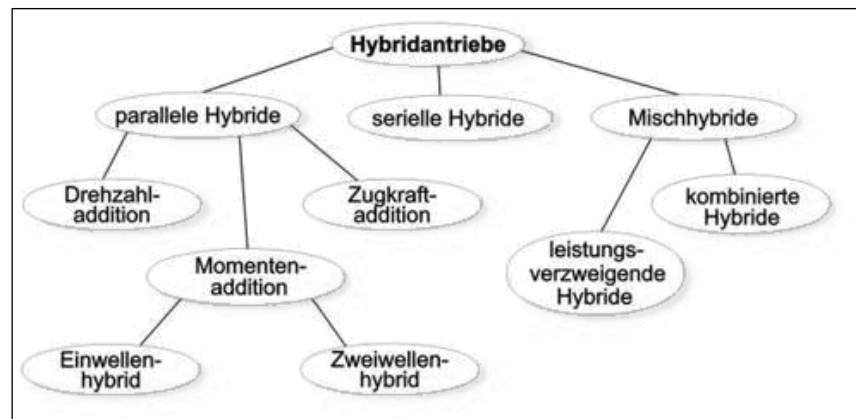 Hybridantriebe
parallele Hybride
serielle Hybride
Mischhybride
Drehzahl-
addition
Zugkraft-
addition
kombinierte
Hybride
Momenten-
addition
leistungs-
verzweigende
Hybride
Einwellen-
hybrid
Zweiwellen-
hybrid